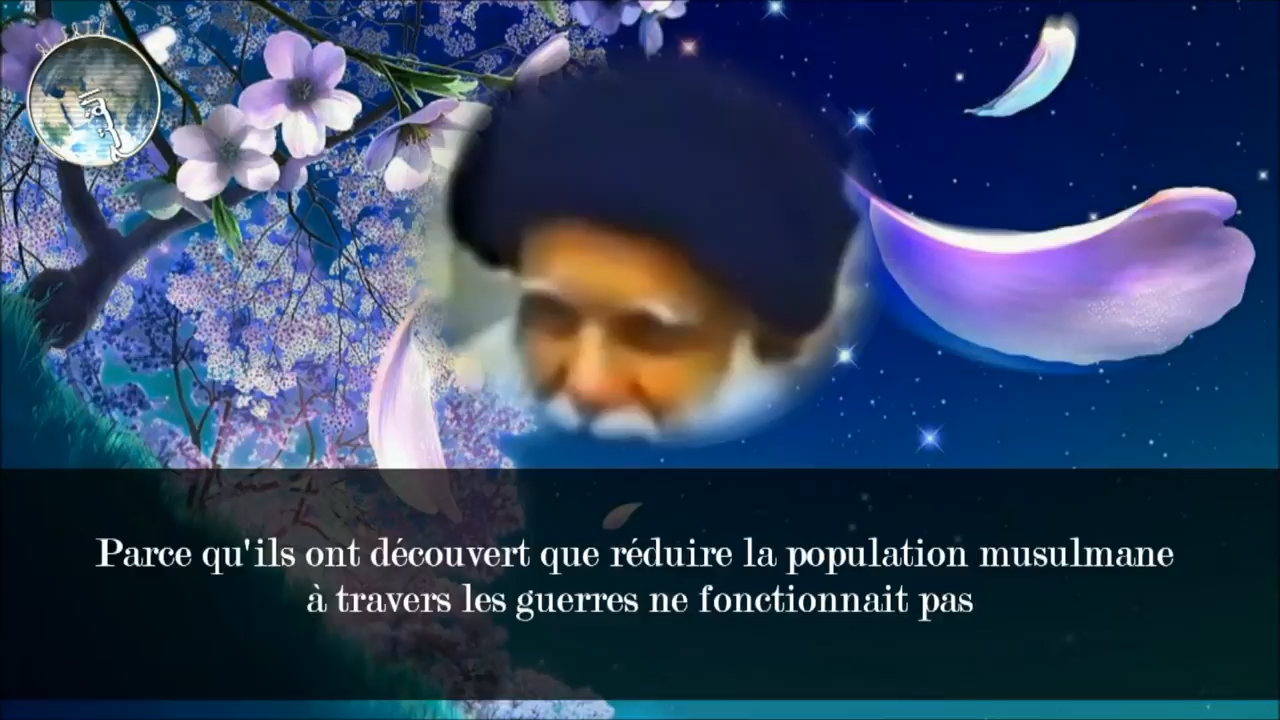 Parce qu'ils ont découvert que réduire la population musulmane
à travers les guerres ne fonctionnait pas